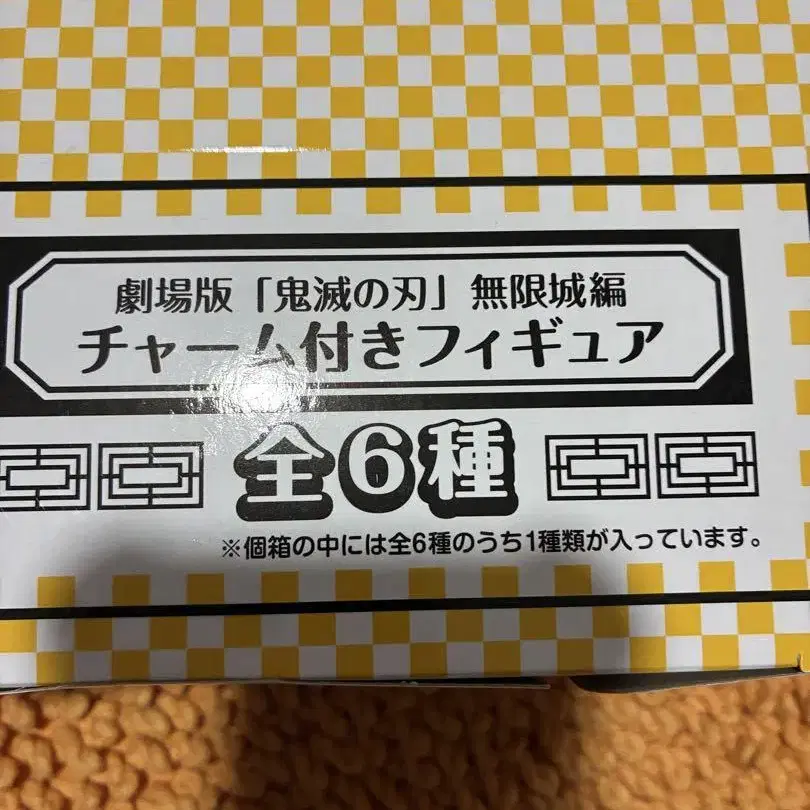 劇場版「鬼滅の刃」無限城編
チャーム付きフィギュア
全6種
※個箱の中には全6種のうち1種類が入っています。